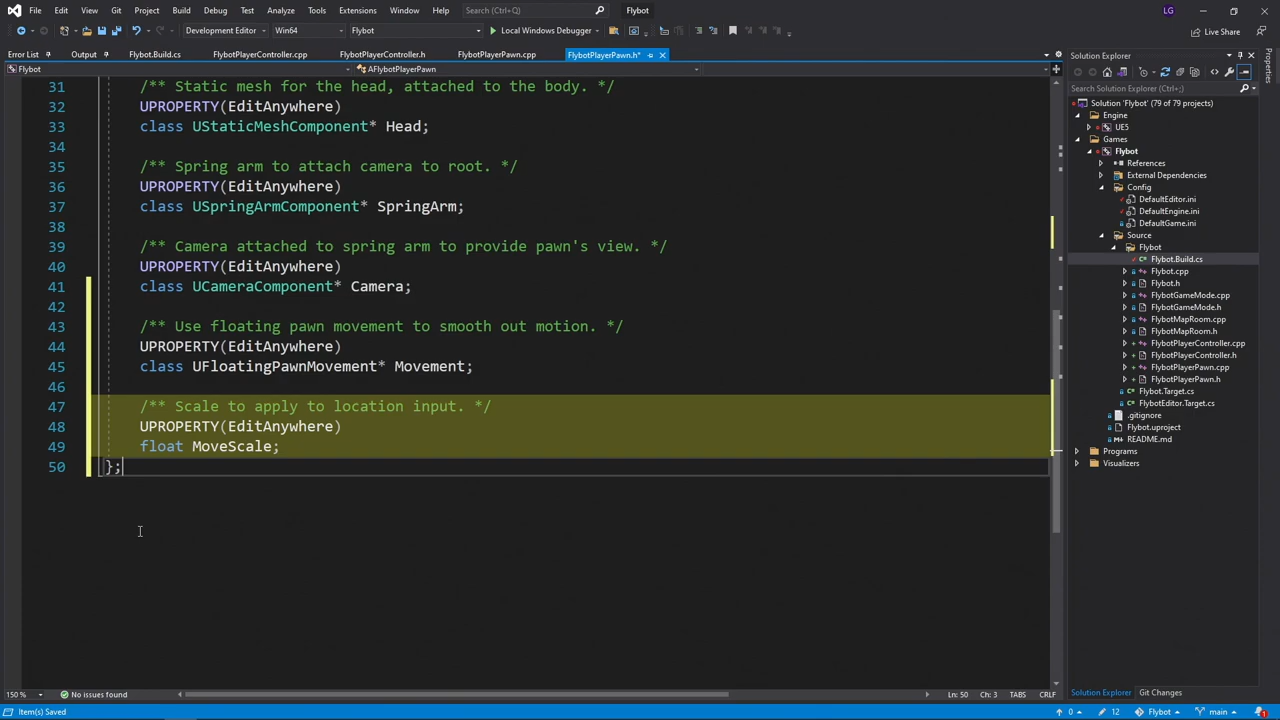 File Edit View Git Project Build Debug Test Analyze Tools Extensions Window Help Search (Ctrl+Q) Flybot LG
Development Editor Win64 Flybot Local Windows Debugger Live Share
Error List Output Flybot.Build.cs FlybotPlayerController.cpp FlybotPlayerController.h FlybotPlayerPawn.cpp FlybotPlayerPawn.h*
Flybot AFlybotPlayerPawn
31 /** Static mesh for the head, attached to the body. */
32 UPROPERTY(EditAnywhere)
33 class UStaticMeshComponent* Head;
34
35 /** Spring arm to attach camera to root. */
36 UPROPERTY(EditAnywhere)
37 class USpringArmComponent* SpringArm;
38
39 /** Camera attached to spring arm to provide pawn's view. */
40 UPROPERTY(EditAnywhere)
41 class UCameraComponent* Camera;
42
43 /** Use floating pawn movement to smooth out motion. */
44 UPROPERTY(EditAnywhere)
45 class UFloatingPawnMovement* Movement;
46
47 /** Scale to apply to location input. */
48 UPROPERTY(EditAnywhere)
49 float MoveScale;
50 };
150 % No issues found Ln: 50 Ch: 3 TABS CRLF
Solution Explorer
Search Solution Explorer (Ctrl+;)
Solution 'Flybot' (79 of 79 projects)
Engine
UE5
Games
Flybot
References
External Dependencies
Config
DefaultEditor.ini
DefaultEngine.ini
DefaultGame.ini
Source
Flybot
Flybot.Build.cs
Flybot.cpp
Flybot.h
FlybotGameMode.cpp
FlybotGameMode.h
FlybotMapRoom.cpp
FlybotMapRoom.h
FlybotPlayerController.cpp
FlybotPlayerController.h
FlybotPlayerPawn.cpp
FlybotPlayerPawn.h
Flybot.Target.cs
FlybotEditor.Target.cs
.gitignore
Flybot.uproject
README.md
Programs
Visualizers
Solution Explorer Git Changes
Properties
Item(s) Saved 0 12 Flybot main 1